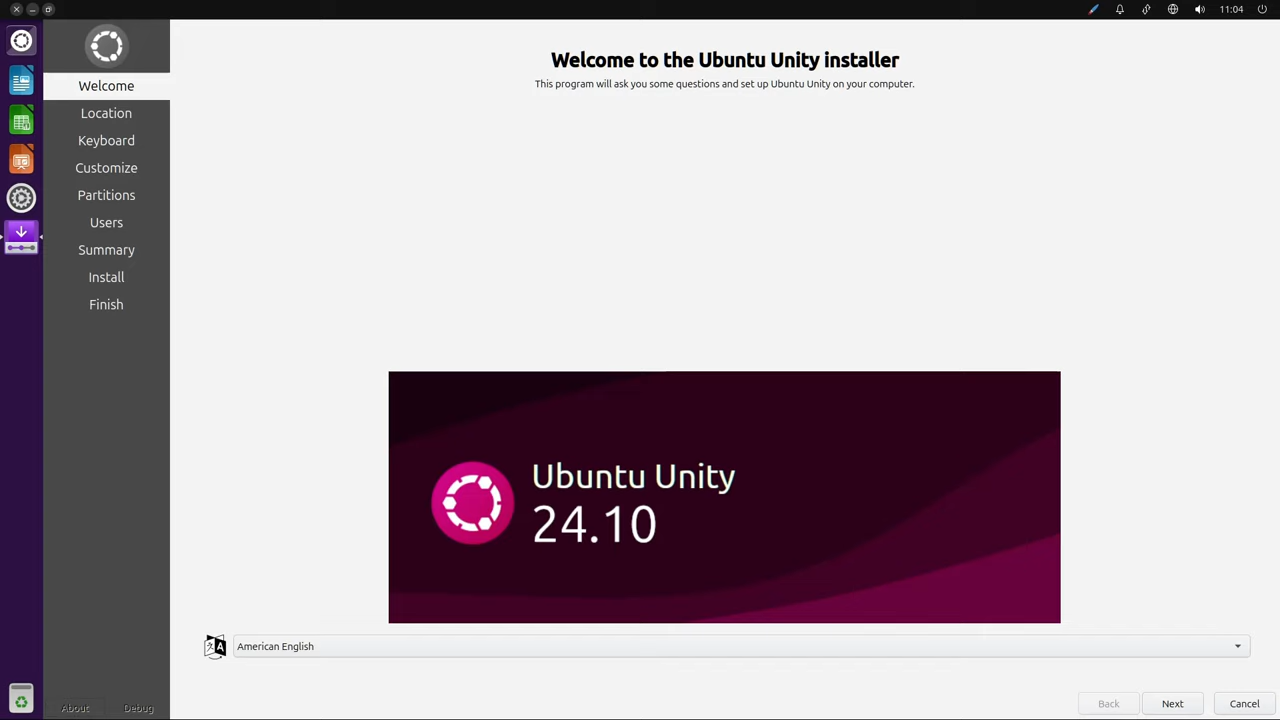 11:04
Welcome
Location
Keyboard
Customize
Partitions
Users
Summary
Install
Finish
About
Debug
Welcome to the Ubuntu Unity installer
This program will ask you some questions and set up Ubuntu Unity on your computer.
Ubuntu Unity
24.10
American English
Back
Next
Cancel